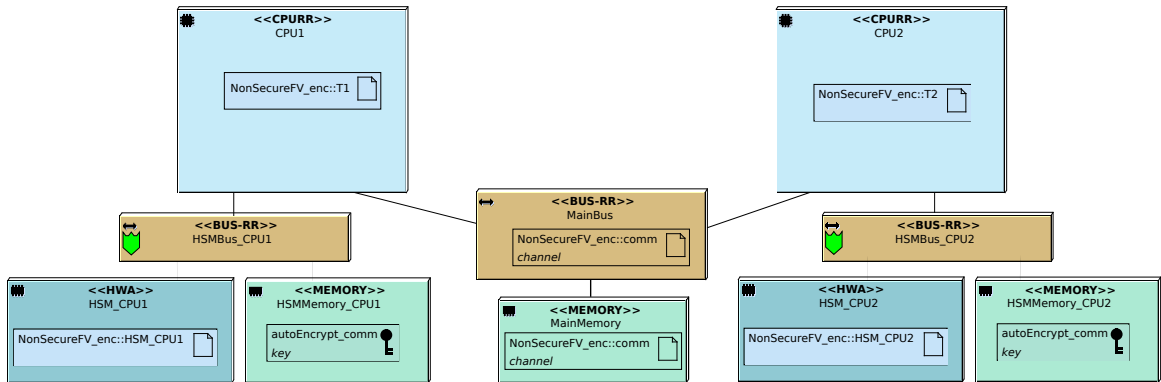 <<CPURR>>
CPU1
NonSecureFV_enc::T1
<<CPURR>>
CPU2
NonSecureFV_enc::T2
<<BUS-RR>>
HSMBus_CPU1
<<BUS-RR>>
MainBus
NonSecureFV_enc::comm
channel
<<BUS-RR>>
HSMBus_CPU2
<<HWA>>
HSM_CPU1
NonSecureFV_enc::HSM_CPU1
<<MEMORY>>
HSMMemory_CPU1
autoEncrypt_comm
key
<<MEMORY>>
MainMemory
NonSecureFV_enc::comm
channel
<<HWA>>
HSM_CPU2
NonSecureFV_enc::HSM_CPU2
<<MEMORY>>
HSMMemory_CPU2
autoEncrypt_comm
key